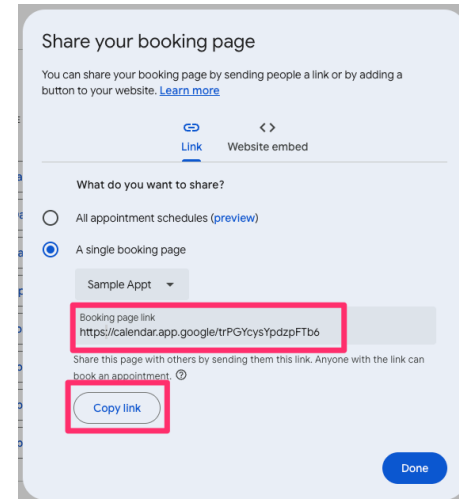 Share your booking page
You can share your booking page by sending people a link or by adding a
button to your website. Learn more
Link
Website embed
What do you want to share?
All appointment schedules (preview)
A single booking page
Sample Appt
Booking page link
https://calendar.app.google/trPGYcysYpdzpFTb6
Share this page with others by sending them this link. Anyone with the link can
book an appointment.
Copy link
Done